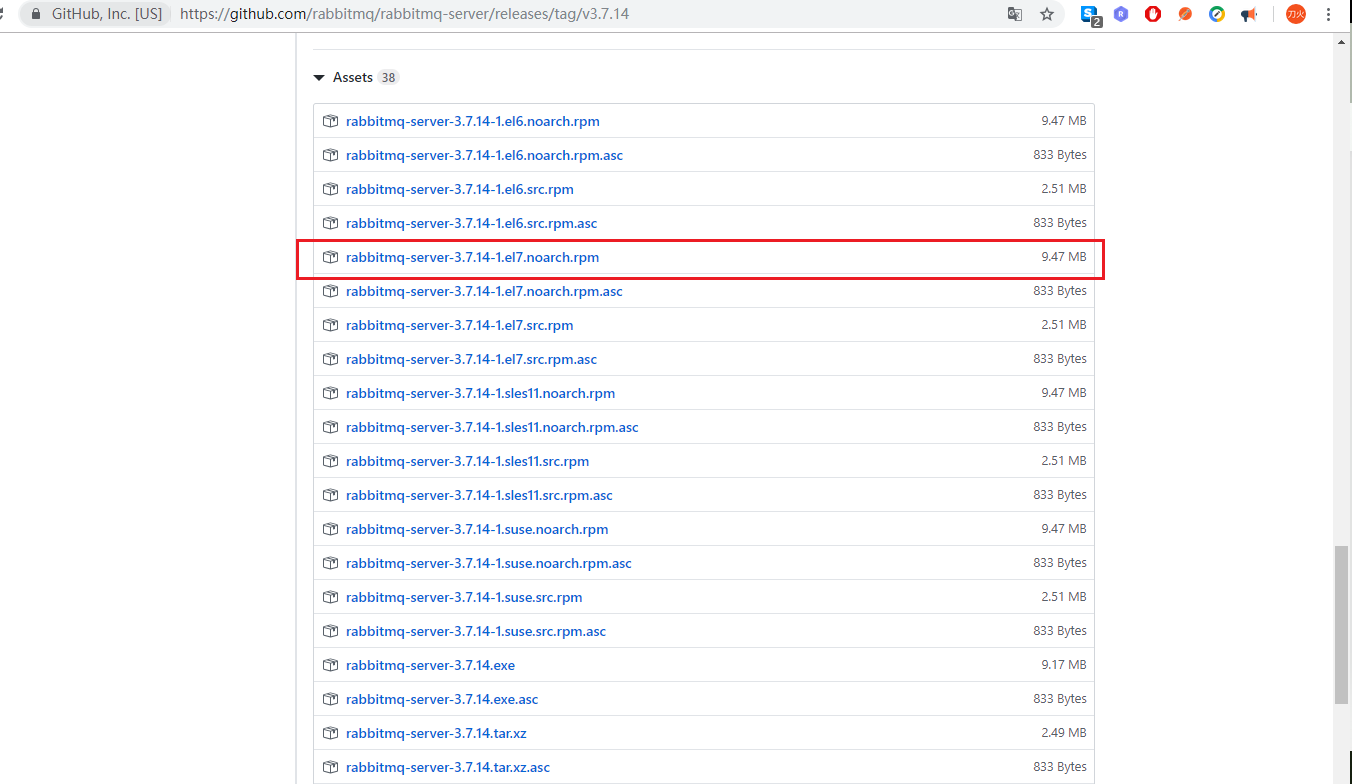 GitHub, Inc. [US] https://github.com/rabbitmq/rabbitmq-server/releases/tag/v3.7.14 2 R 刀火
Assets 38
rabbitmq-server-3.7.14-1.el6.noarch.rpm 9.47 MB
rabbitmq-server-3.7.14-1.el6.noarch.rpm.asc 833 Bytes
rabbitmq-server-3.7.14-1.el6.src.rpm 2.51 MB
rabbitmq-server-3.7.14-1.el6.src.rpm.asc 833 Bytes
rabbitmq-server-3.7.14-1.el7.noarch.rpm 9.47 MB
rabbitmq-server-3.7.14-1.el7.noarch.rpm.asc 833 Bytes
rabbitmq-server-3.7.14-1.el7.src.rpm 2.51 MB
rabbitmq-server-3.7.14-1.el7.src.rpm.asc 833 Bytes
rabbitmq-server-3.7.14-1.sles11.noarch.rpm 9.47 MB
rabbitmq-server-3.7.14-1.sles11.noarch.rpm.asc 833 Bytes
rabbitmq-server-3.7.14-1.sles11.src.rpm 2.51 MB
rabbitmq-server-3.7.14-1.sles11.src.rpm.asc 833 Bytes
rabbitmq-server-3.7.14-1.suse.noarch.rpm 9.47 MB
rabbitmq-server-3.7.14-1.suse.noarch.rpm.asc 833 Bytes
rabbitmq-server-3.7.14-1.suse.src.rpm 2.51 MB
rabbitmq-server-3.7.14-1.suse.src.rpm.asc 833 Bytes
rabbitmq-server-3.7.14.exe 9.17 MB
rabbitmq-server-3.7.14.exe.asc 833 Bytes
rabbitmq-server-3.7.14.tar.xz 2.49 MB
rabbitmq-server-3.7.14.tar.xz.asc 833 Bytes